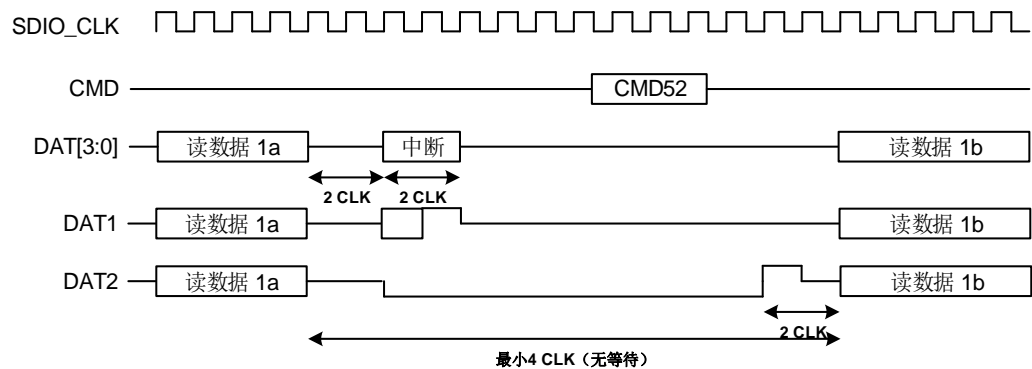 SDIO_CLK
CMD
CMD52
DAT[3:0]
读数据 1a
中断
读数据 1b
2 CLK
2 CLK
DAT1
读数据 1a
读数据 1b
DAT2
读数据 1a
读数据 1b
2 CLK
最小4 CLK（无等待）